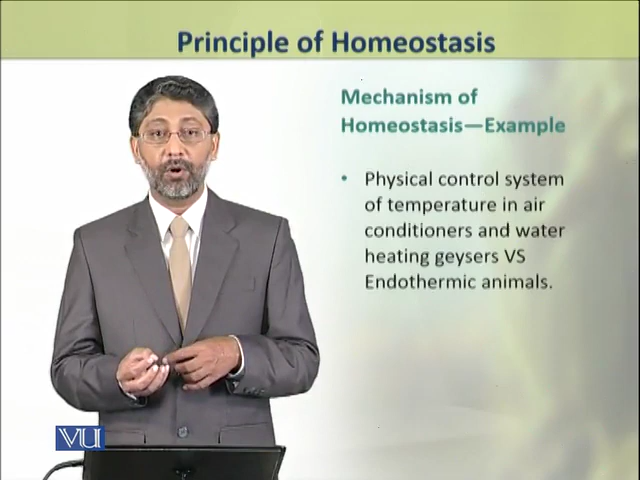 Principle of Homeostasis
Mechanism of
Homeostasis—Example
• Physical control system
of temperature in air
conditioners and water
heating geysers VS
Endothermic animals.
VU